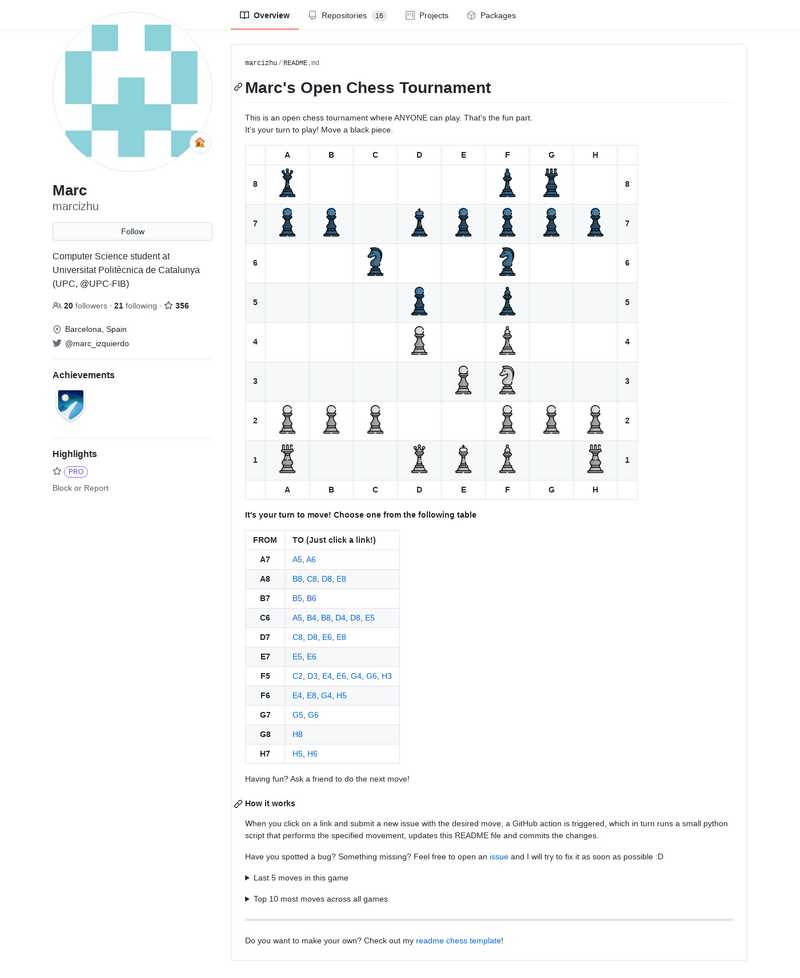 Overview
Repositories 16
Projects
Packages
Marc
marcizhu
Follow
Computer Science student at
Universitat Politècnica de Catalunya
(UPC, @UPC-FIB)
20 followers · 21 following · 356
Barcelona, Spain
@marc_izquierdo
Achievements
Highlights
PRO
Block or Report
marcizhu / README.md
Marc's Open Chess Tournament
This is an open chess tournament where ANYONE can play. That's the fun part.
It's your turn to play! Move a black piece.
A B C D E F G H
8 8
7 7
6 6
5 5
4 4
3 3
2 2
1 1
A B C D E F G H
It's your turn to move! Choose one from the following table
FROM TO (Just click a link!)
A7 A5, A6
A8 B8, C8, D8, E8
B7 B5, B6
C6 A5, B4, B8, D4, D8, E5
D7 C8, D8, E6, E8
E7 E5, E6
F5 C2, D3, E4, E6, G4, G6, H3
F6 E4, E8, G4, H5
G7 G5, G6
G8 H8
H7 H5, H6
Having fun? Ask a friend to do the next move!
How it works
When you click on a link and submit a new issue with the desired move, a GitHub action is triggered, which in turn runs a small python
script that performs the specified movement, updates this README file and commits the changes.
Have you spotted a bug? Something missing? Feel free to open an issue and I will try to fix it as soon as possible :D
Last 5 moves in this game
Top 10 most moves across all games
Do you want to make your own? Check out my readme chess template!